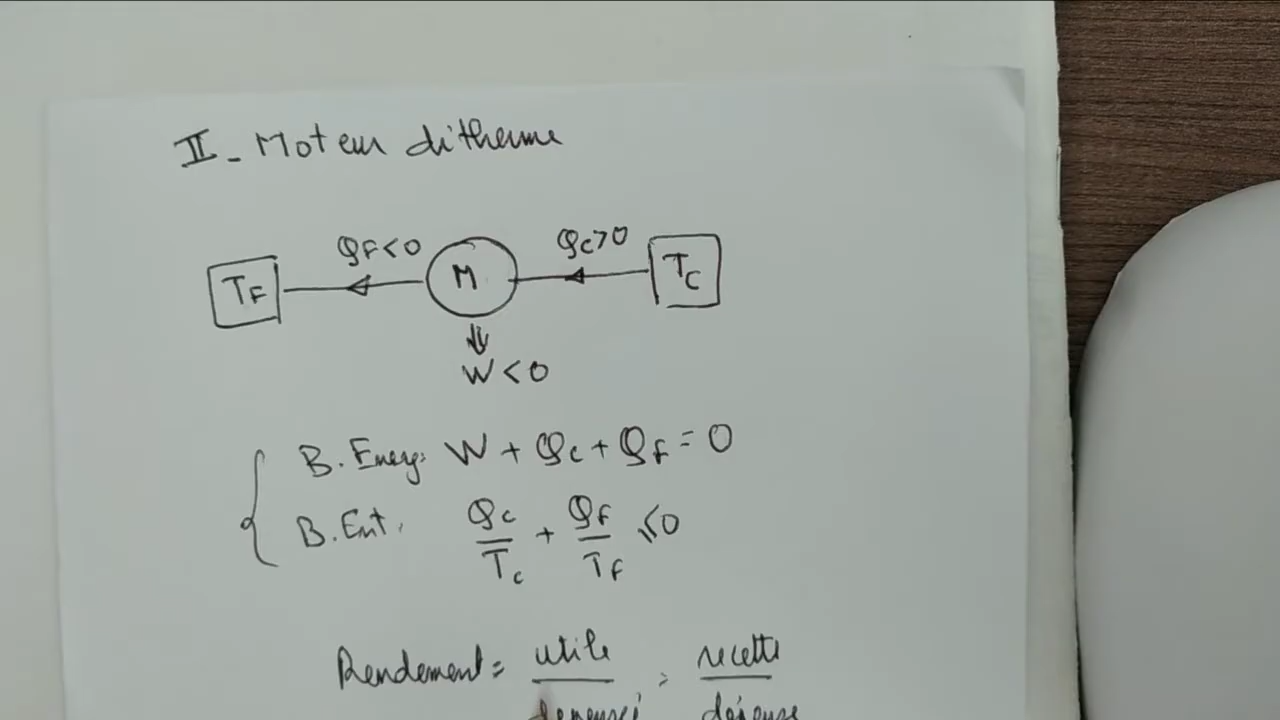 II - Moteur ditherme
QF<0 QC>0
TF M TC
W<0
B. Energ. W + Qc + QF = 0
B. Ent. Qc/Tc + QF/TF ≤0
Rendement = utile/depensé = recette/dépense